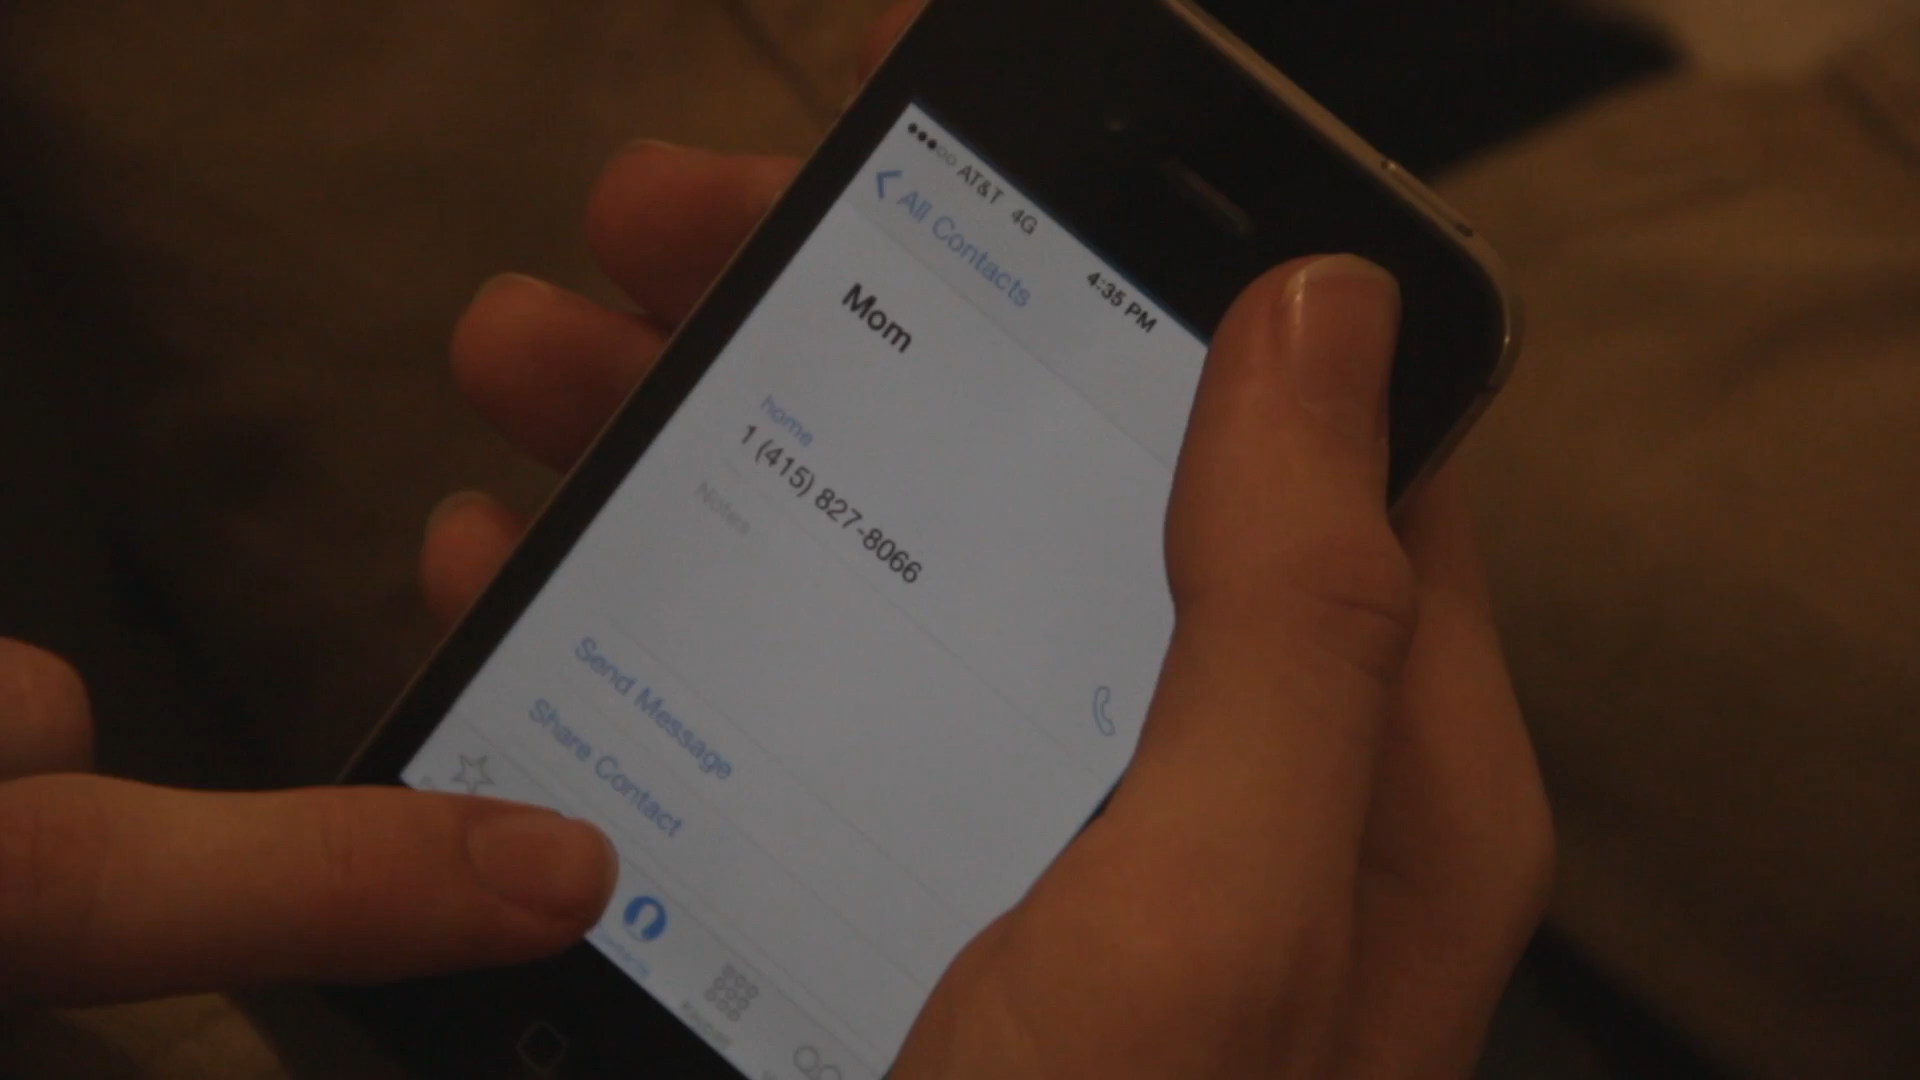 AT&T 4G 4:35 PM
All Contacts
Mom
home
1 (415) 827-8066
Notes
Send Message
Share Contact